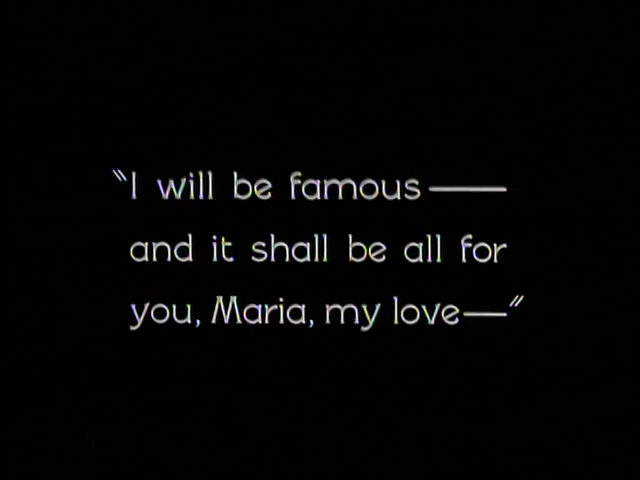 "I will be famous——
and it shall be all for
you, Maria, my love—"